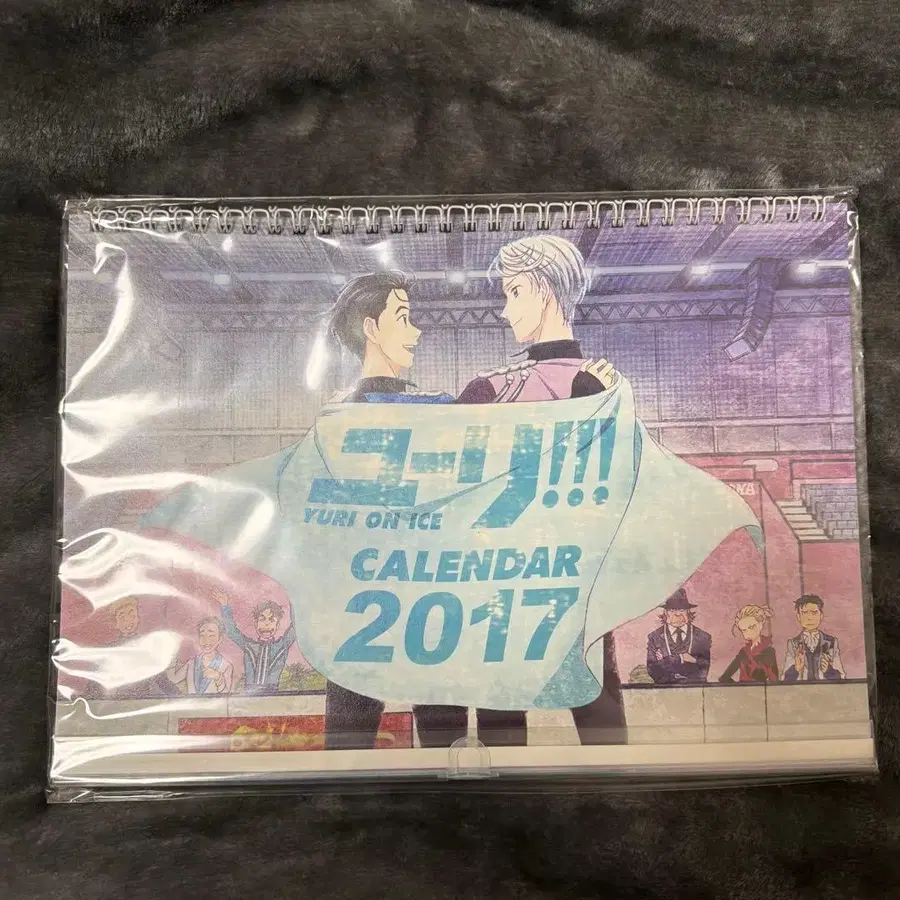 ユーリ!!!
YURI ON ICE
CALENDAR
2017